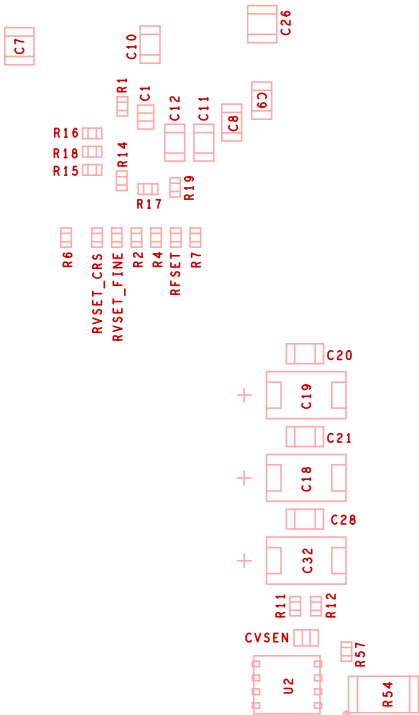 C7
C10
C26
R1
C1
C12
C11
C8
C9
R16
R18
R15
R14
R17
R19
R6
RVSET_CRS
RVSET_FINE
R2
R4
RFSET
R7
C20
C19
C21
C18
C28
C32
R11
R12
CVSEN
R57
U2
R54